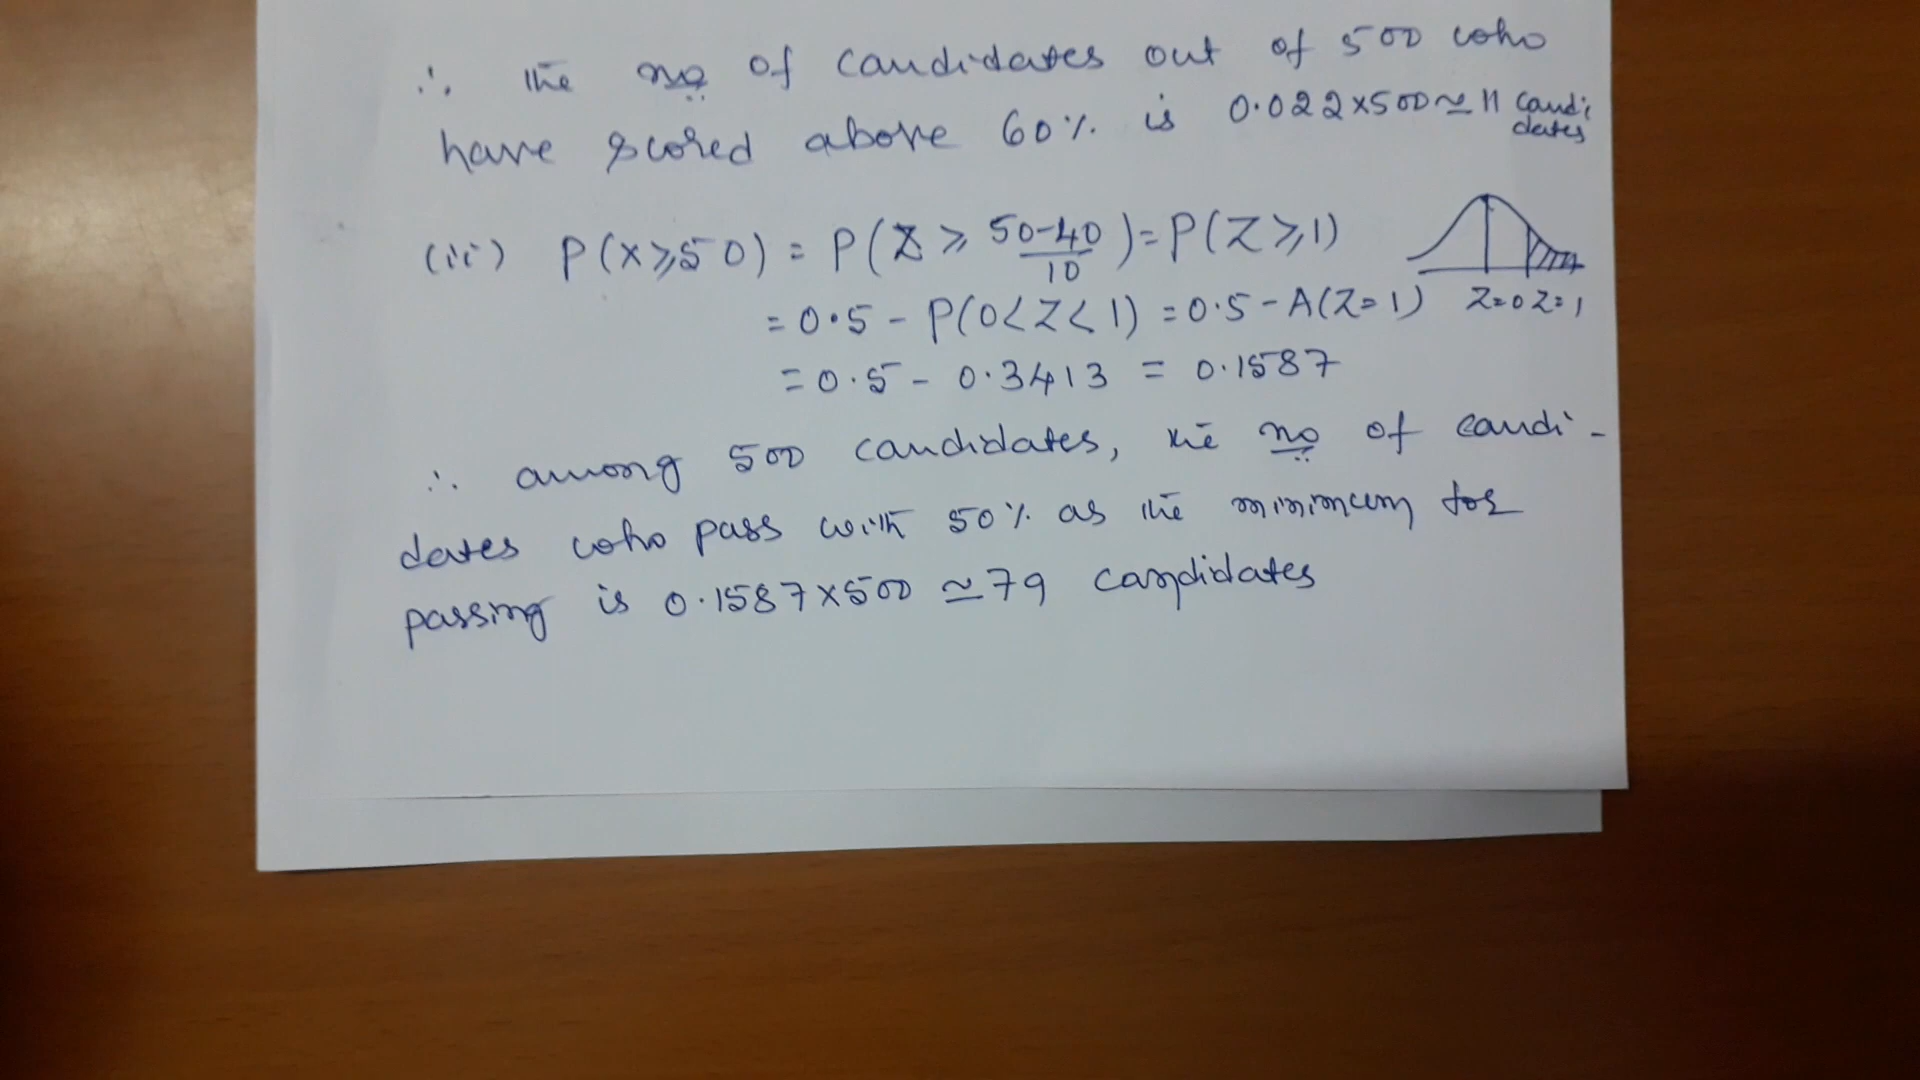 ∴ the no of candidates out of 500 who
have scored above 60%. is 0.022×500≃11 candi
dates
(ii) P(x≥50) = P(Z ≥ 50-40/10) = P(Z≥1)
= 0.5 - P(0<Z<1) = 0.5 - A(Z=1) Z=0 Z=1
= 0.5 - 0.3413 = 0.1587
∴ among 500 candidates, the no of candi-
dates who pass with 50%. as the minimum for
passing is 0.1587×500 ≃79 candidates